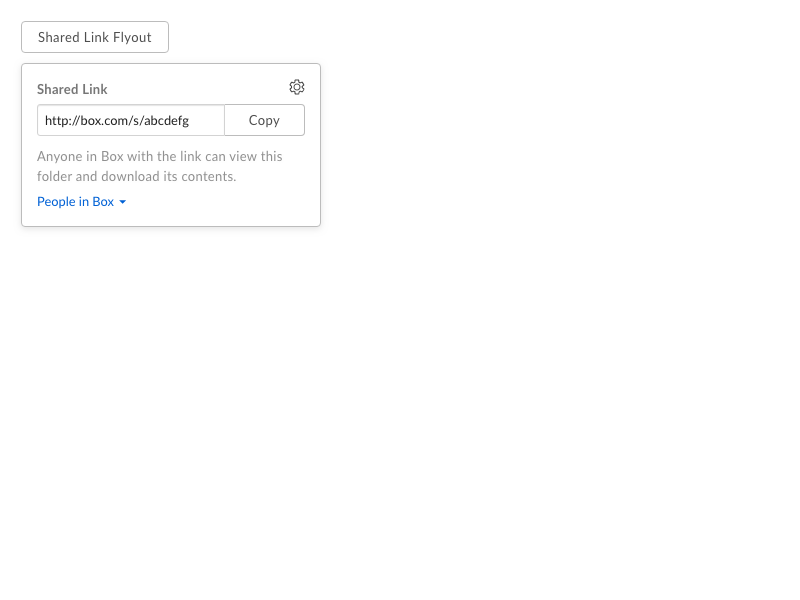 Shared Link Flyout
Shared Link
http://box.com/s/abcdefg
Copy
Anyone in Box with the link can view this
folder and download its contents.
People in Box